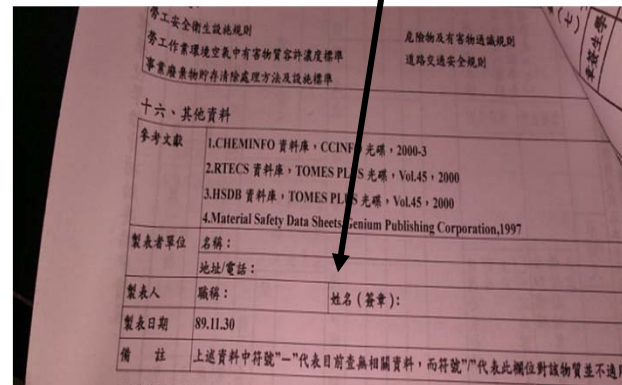 勞工安全衛生設施規則 危險物及有害物通識規則
勞工作業環境空氣中有害物質容許濃度標準 道路交通安全規則
事業廢棄物貯存清除處理方法及設施標準
十六、其他資料
參考文獻 1.CHEMINFO 資料庫,CCINFO 光碟,2000-3
2.RTECS 資料庫,TOMES PLUS 光碟,Vol.45,2000
3.HSDB 資料庫,TOMES PLUS 光碟,Vol.45,2000
4.Material Safety Data Sheets,Genium Publishing Corporation,1997
製表者單位 名稱:
地址/電話:
製表人 職稱: 姓名(簽章):
製表日期 89.11.30
備 註 上述資料中符號"-"代表目前查無相關資料,而符號"/"代表此欄位對該物質並不適
(七)